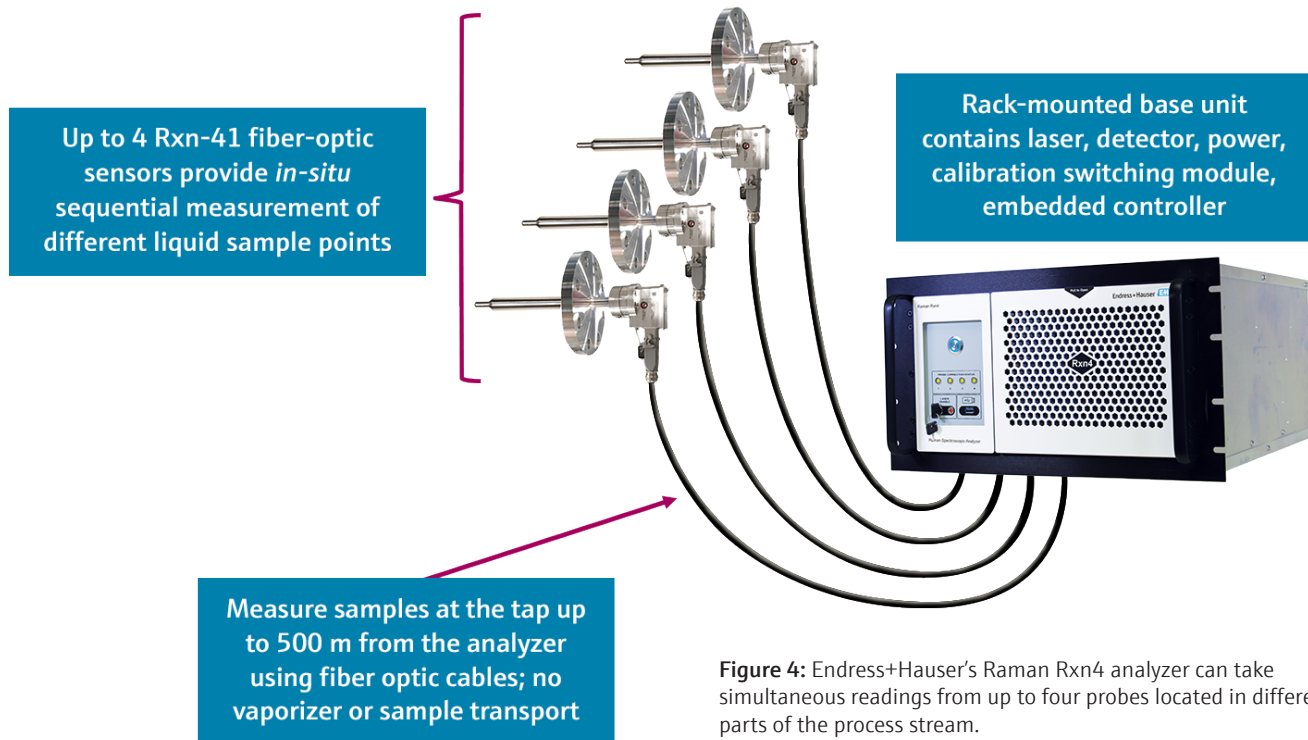 Up to 4 Rxn-41 fiber-optic
sensors provide in-situ
sequential measurement of
different liquid sample points
Rack-mounted base unit
contains laser, detector, power,
calibration switching module,
embedded controller
Endress+Hauser
Raman Rxn4
Rxn4
Raman Spectroscopic Analyzer
Measure samples at the tap up
to 500 m from the analyzer
using fiber optic cables; no
vaporizer or sample transport
Figure 4: Endress+Hauser's Raman Rxn4 analyzer can take
simultaneous readings from up to four probes located in differe
parts of the process stream.